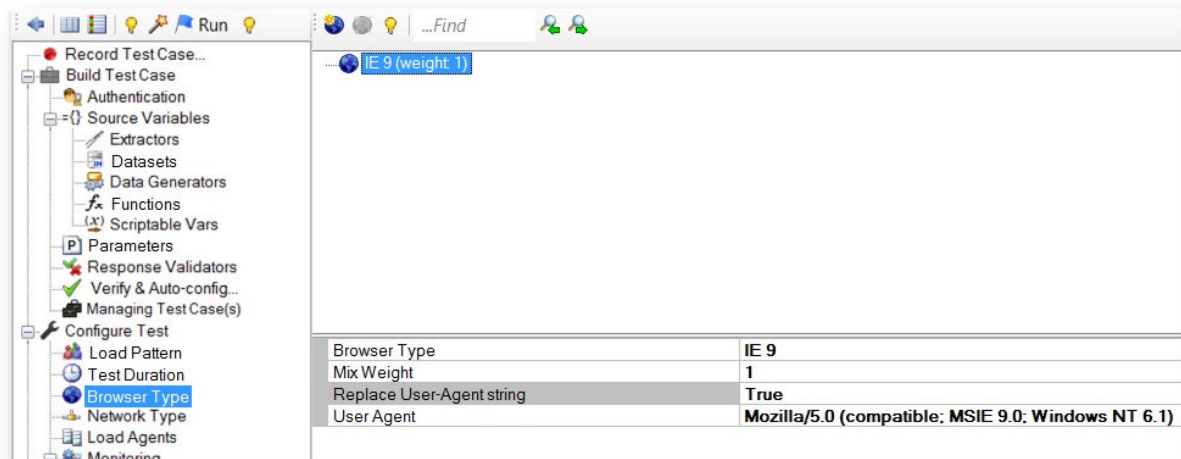 Run
...Find
Record Test Case...
Build Test Case
Authentication
={} Source Variables
Extractors
Datasets
Data Generators
fx Functions
(x) Scriptable Vars
P Parameters
Response Validators
Verify & Auto-config...
Managing Test Case(s)
Configure Test
Load Pattern
Test Duration
Browser Type
Network Type
Load Agents
Monitoring
IE 9 (weight: 1)
Browser Type IE 9
Mix Weight 1
Replace User-Agent string True
User Agent Mozilla/5.0 (compatible; MSIE 9.0; Windows NT 6.1)